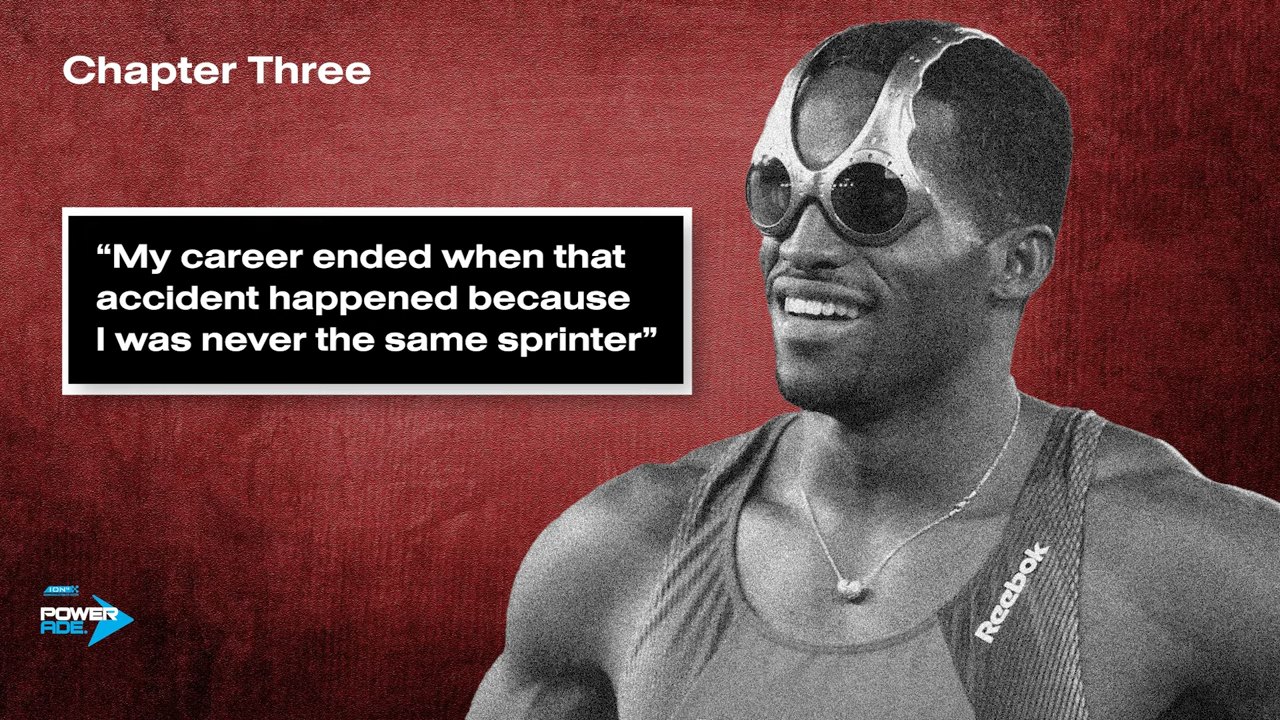 Chapter Three
“My career ended when that
accident happened because
I was never the same sprinter”
Reebok
POWER
ADE.